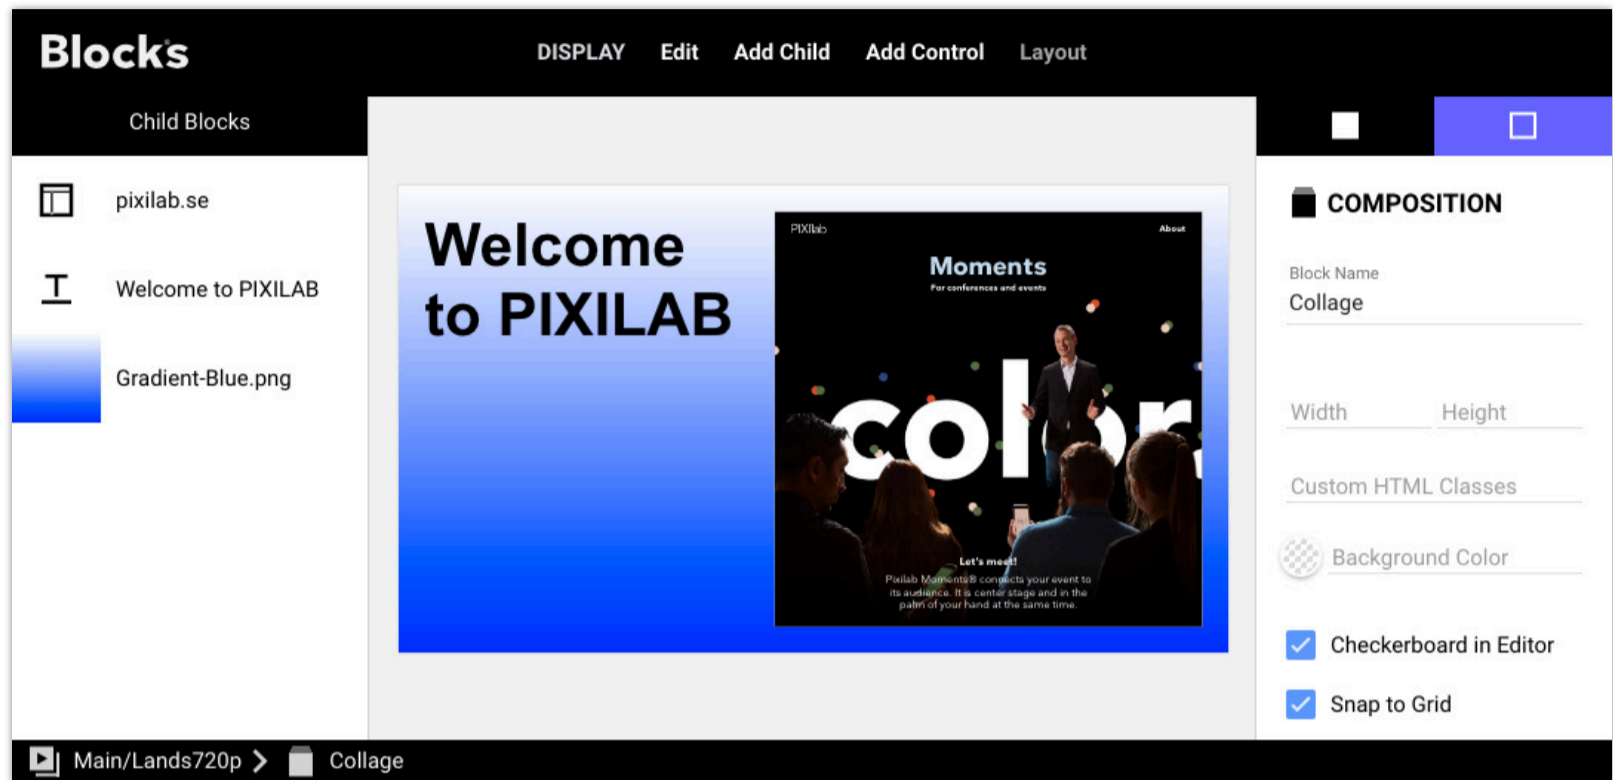 Blocks
DISPLAY Edit Add Child Add Control Layout
Child Blocks
pixilab.se
Welcome to PIXILAB
Gradient-Blue.png
Welcome
to PIXILAB
PIXIlab
About
Moments
For conferences and events
color.
Let's meet!
Pixilab Moments® connects your event to
its audience. It is center stage and in the
palm of your hand at the same time.
COMPOSITION
Block Name
Collage
Width Height
Custom HTML Classes
Background Color
Checkerboard in Editor
Snap to Grid
Main/Lands720p Collage